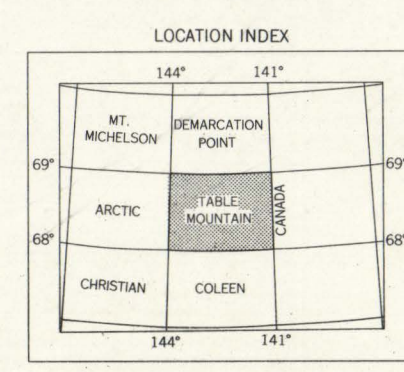 LOCATION INDEX
144° 141°
MT.
MICHELSON
DEMARCATION
POINT
69° 69°
ARCTIC
TABLE
MOUNTAIN
CANADA
68° 68°
CHRISTIAN
COLEEN
144° 141°